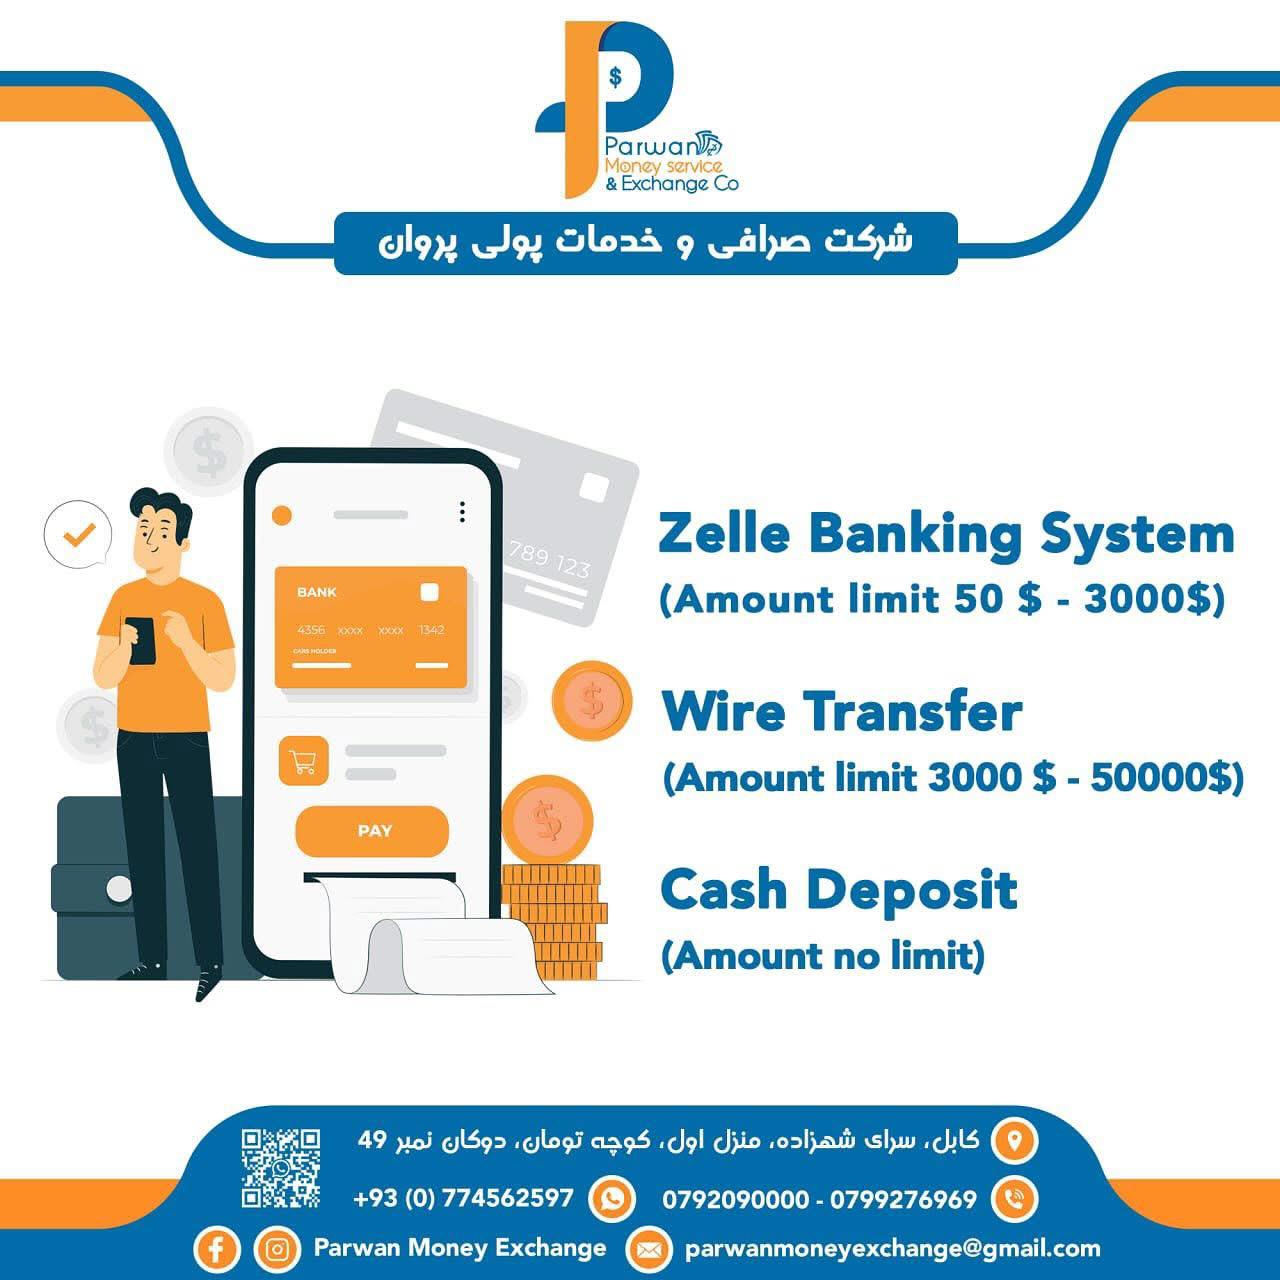 $
Parwan
Money service
& Exchange Co
شرکت صرافی و خدمات پولی پروان
$
789 123
BANK
4356 xxxx xxxx 1342
CARS HOLDER
$
$
$
$
PAY
Zelle Banking System
(Amount limit 50 $ - 3000$)
Wire Transfer
(Amount limit 3000 $ - 50000$)
Cash Deposit
(Amount no limit)
کابل، سرای شهزاده، منزل اول، کوچه تومان، دوکان نمبر 49
+93 (0) 774562597
0792090000 - 0799276969
Parwan Money Exchange
parwanmoneyexchange@gmail.com